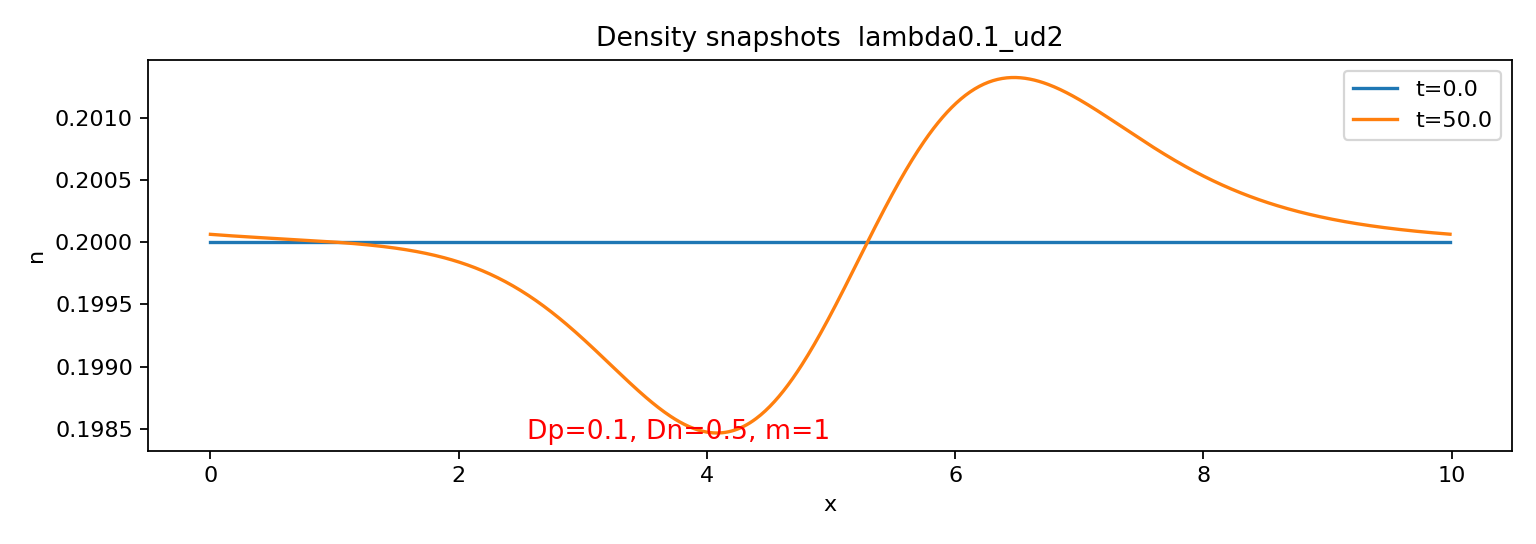 Density snapshots  lambda0.1_ud2
t=0.0
t=50.0
0.2010
0.2005
0.2000
0.1995
0.1990
0.1985
n
Dp=0.1, Dn=0.5, m=1
0 2 4 6 8 10
x